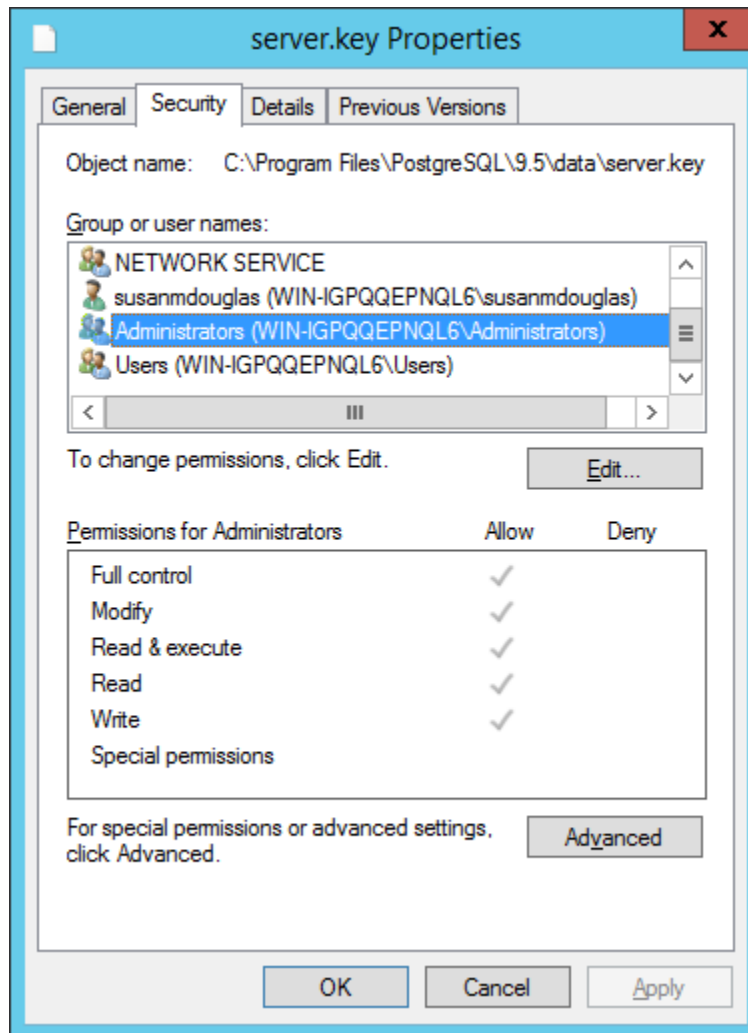 server.key Properties
x
General Security Details Previous Versions
Object name: C:\Program Files\PostgreSQL\9.5\data\server.key
Group or user names:
NETWORK SERVICE
susanmdouglas (WIN-IGPQQEPNQL6\susanmdouglas)
Administrators (WIN-IGPQQEPNQL6\Administrators)
Users (WIN-IGPQQEPNQL6\Users)
To change permissions, click Edit.
Edit...
Permissions for Administrators Allow Deny
Full control
Modify
Read & execute
Read
Write
Special permissions
For special permissions or advanced settings,
click Advanced.
Advanced
OK Cancel Apply